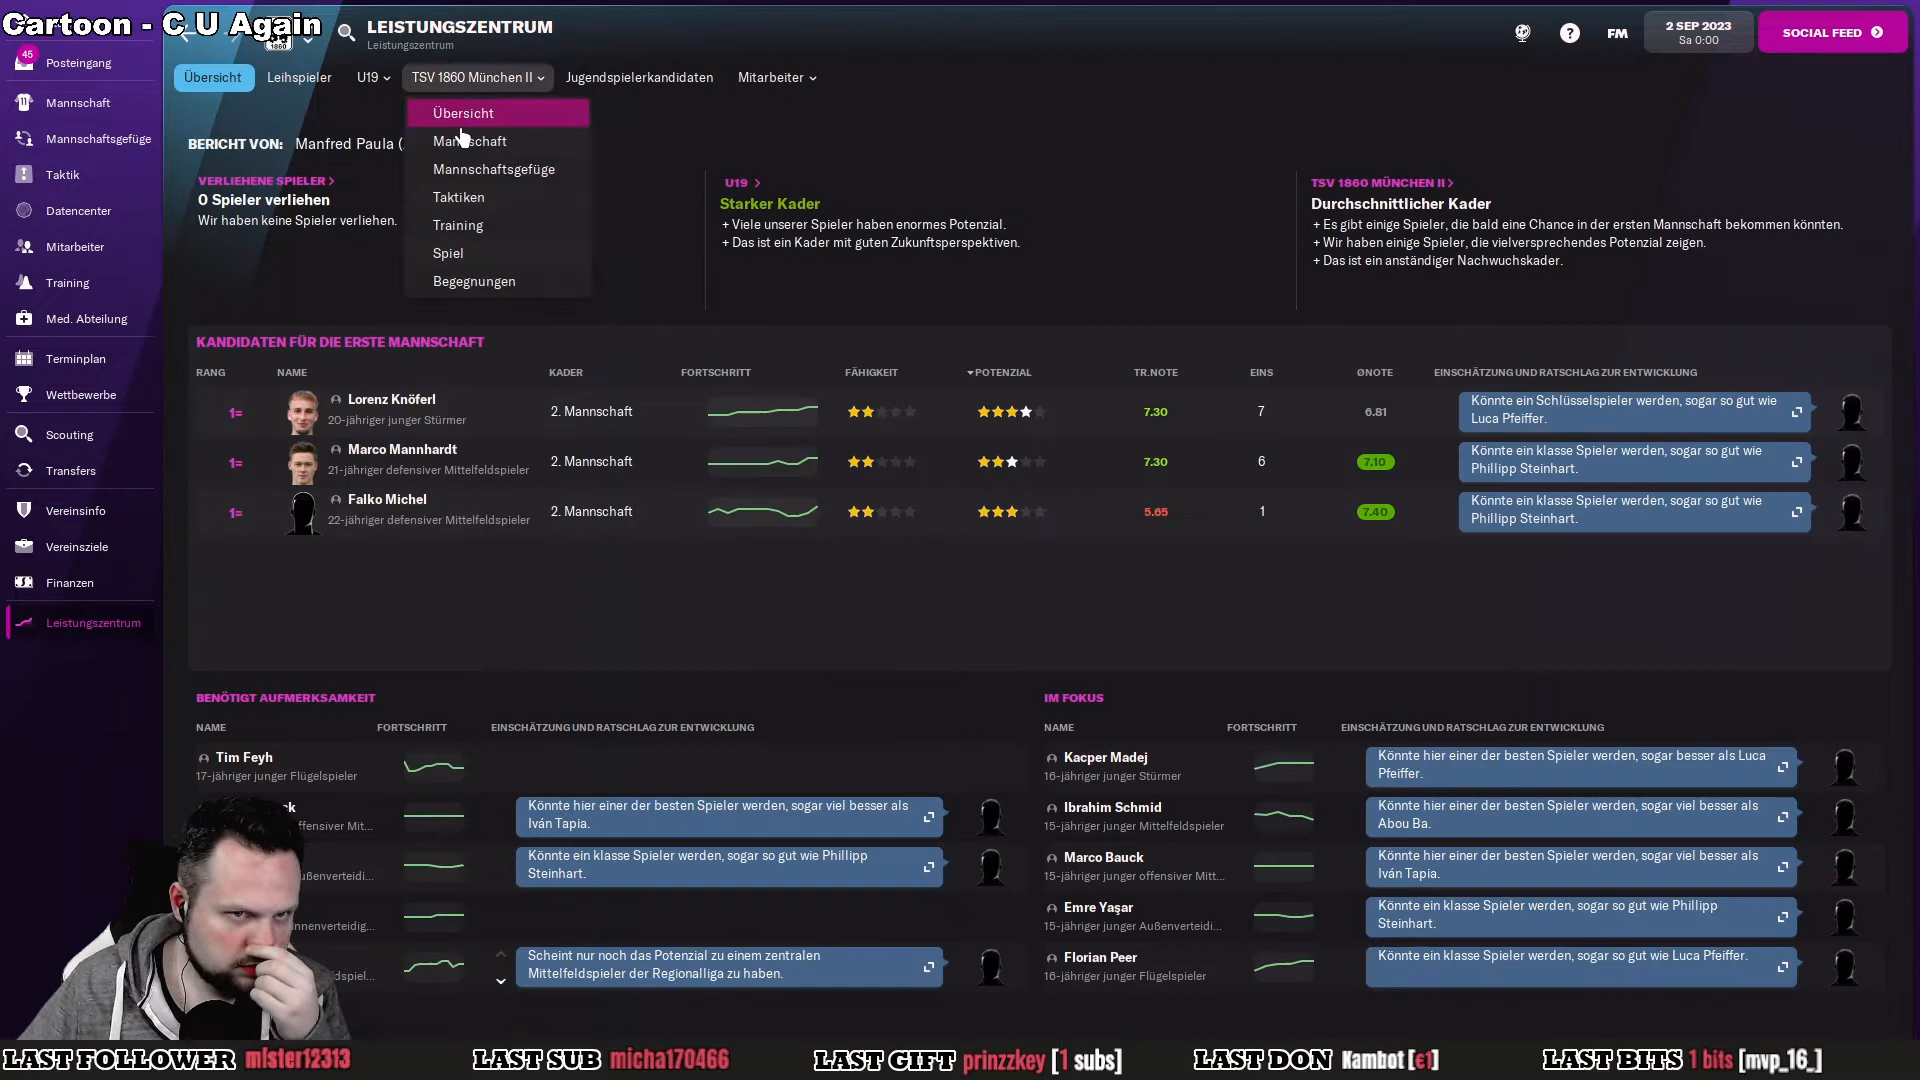 Cartoon - C U Again
LEISTUNGSZENTRUM
Leistungszentrum
FM
2 SEP 2023
Sa 0:00
SOCIAL FEED
45
Posteingang
Mannschaft
Mannschaftsgefüge
Taktik
Datencenter
Mitarbeiter
Training
Med. Abteilung
Terminplan
Wettbewerbe
Scouting
Transfers
Vereinsinfo
Vereinsziele
Finanzen
Leistungszentrum
Übersicht Leihspieler U19 TSV 1860 München II Jugendspielerkandidaten Mitarbeiter
Übersicht
Mannschaft
Mannschaftsgefüge
Taktiken
Training
Spiel
Begegnungen
BERICHT VON: Manfred Paula (
VERLIEHENE SPIELER >
0 Spieler verliehen
Wir haben keine Spieler verliehen.
U19 >
Starker Kader
+ Viele unserer Spieler haben enormes Potenzial.
+ Das ist ein Kader mit guten Zukunftsperspektiven.
TSV 1860 MÜNCHEN II >
Durchschnittlicher Kader
+ Es gibt einige Spieler, die bald eine Chance in der ersten Mannschaft bekommen könnten.
+ Wir haben einige Spieler, die vielversprechendes Potenzial zeigen.
+ Das ist ein anständiger Nachwuchskader.
KANDIDATEN FÜR DIE ERSTE MANNSCHAFT
RANG NAME KADER FORTSCHRITT FÄHIGKEIT POTENZIAL TR.NOTE EINS ØNOTE EINSCHÄTZUNG UND RATSCHLAG ZUR ENTWICKLUNG
1= Lorenz Knöferl 2. Mannschaft 7.30 7 6.81
20-jähriger junger Stürmer
Könnte ein Schlüsselspieler werden, sogar so gut wie
Luca Pfeiffer.
1= Marco Mannhardt 2. Mannschaft 7.30 6 7.10
21-jähriger defensiver Mittelfeldspieler
Könnte ein klasse Spieler werden, sogar so gut wie
Phillipp Steinhart.
1= Falko Michel 2. Mannschaft 5.65 1 7.40
22-jähriger defensiver Mittelfeldspieler
Könnte ein klasse Spieler werden, sogar so gut wie
Phillipp Steinhart.
BENÖTIGT AUFMERKSAMKEIT
NAME FORTSCHRITT EINSCHÄTZUNG UND RATSCHLAG ZUR ENTWICKLUNG
Tim Feyh
17-jähriger junger Flügelspieler
ck
offensiver Mit...
Könnte hier einer der besten Spieler werden, sogar viel besser als
Iván Tapia.
ußenverteidi...
Könnte ein klasse Spieler werden, sogar so gut wie Phillipp
Steinhart.
nnenverteidig...
dspiel...
Scheint nur noch das Potenzial zu einem zentralen
Mittelfeldspieler der Regionalliga zu haben.
IM FOKUS
NAME FORTSCHRITT EINSCHÄTZUNG UND RATSCHLAG ZUR ENTWICKLUNG
Kacper Madej
16-jähriger junger Stürmer
Könnte hier einer der besten Spieler werden, sogar besser als Luca
Pfeiffer.
Ibrahim Schmid
15-jähriger junger Mittelfeldspieler
Könnte hier einer der besten Spieler werden, sogar viel besser als
Abou Ba.
Marco Bauck
15-jähriger junger offensiver Mitt...
Könnte hier einer der besten Spieler werden, sogar viel besser als
Iván Tapia.
Emre Yaşar
15-jähriger junger Außenverteidi...
Könnte ein klasse Spieler werden, sogar so gut wie Phillipp
Steinhart.
Florian Peer
16-jähriger junger Flügelspieler
Könnte ein klasse Spieler werden, sogar so gut wie Luca Pfeiffer.
LAST FOLLOWER m1ster12313 LAST SUB micha170466 LAST GIFT prinzzkey [1 subs] LAST DON Kambot [€1] LAST BITS 1 bits [mvp_16_]